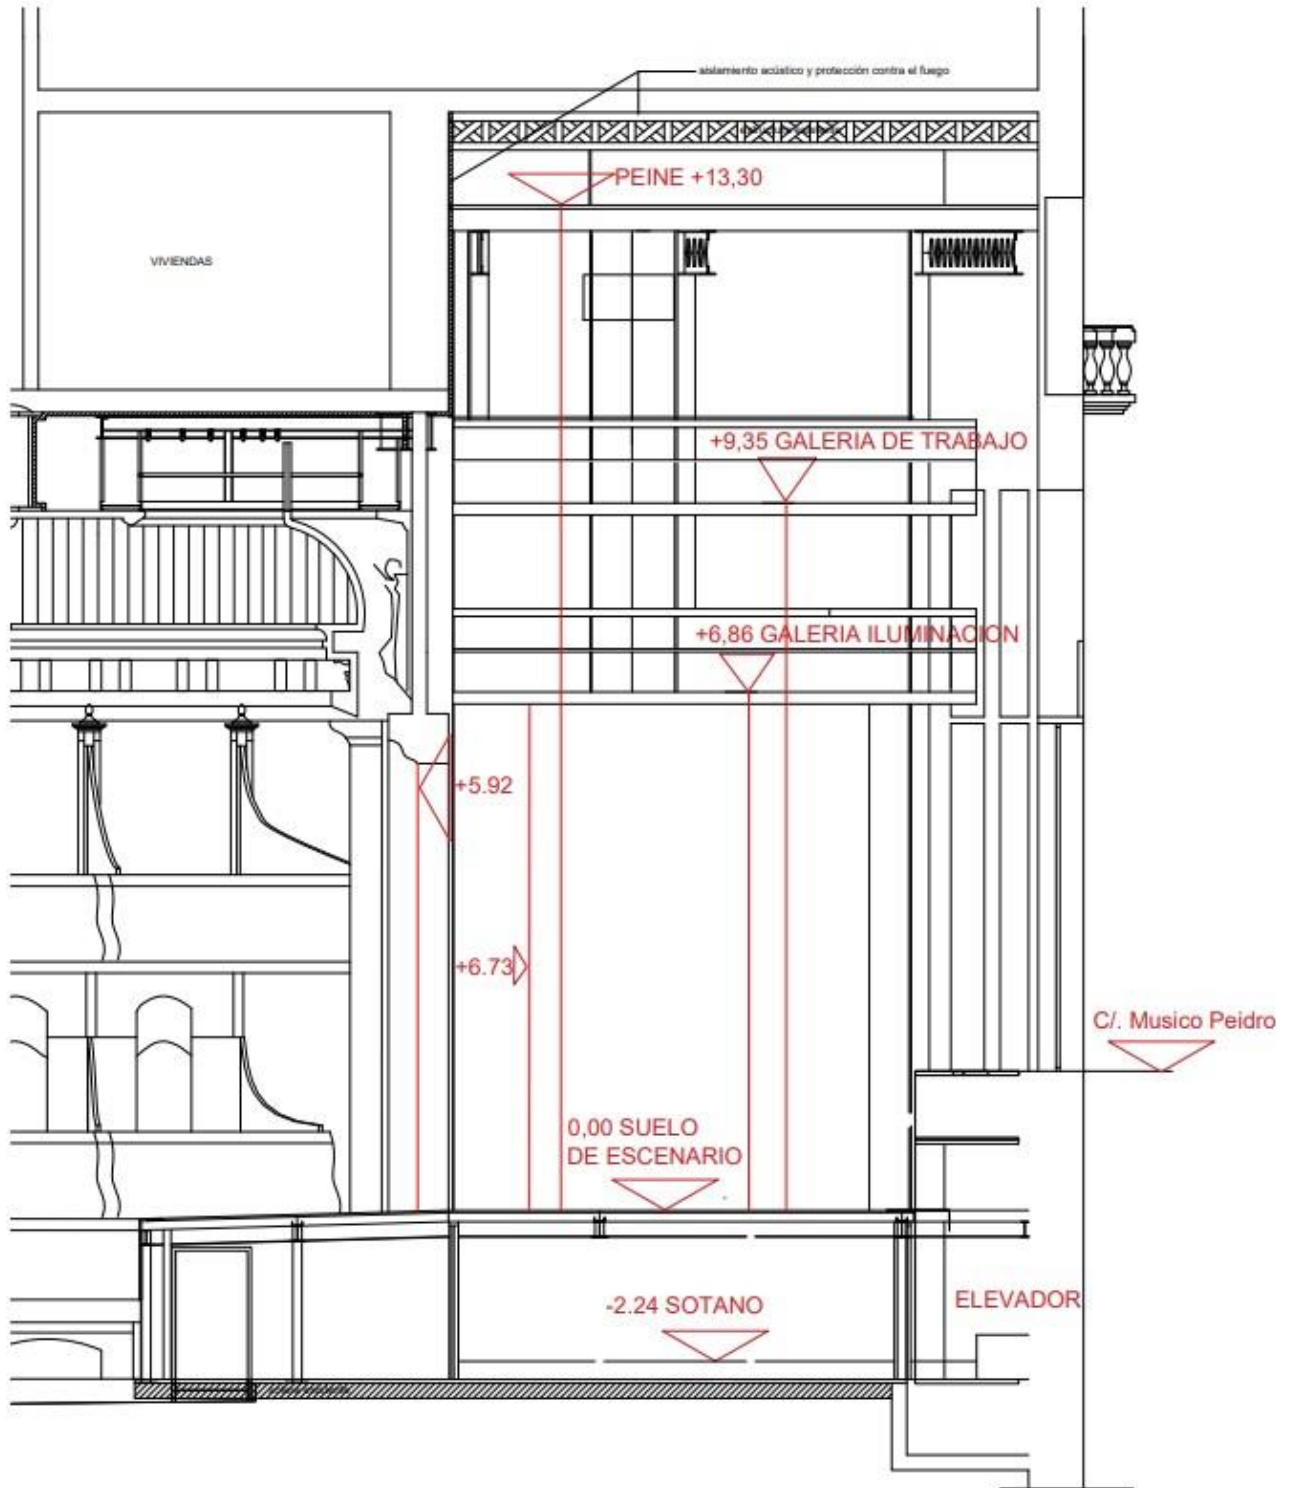 aislamiento acústico y protección contra el fuego
PEINE +13,30
VIVIENDAS
+9,35 GALERIA DE TRABAJO
+6,86 GALERIA ILUMINACION
+5.92
+6.73
C/. Musico Peidro
0,00 SUELO
DE ESCENARIO
-2.24 SOTANO
ELEVADOR